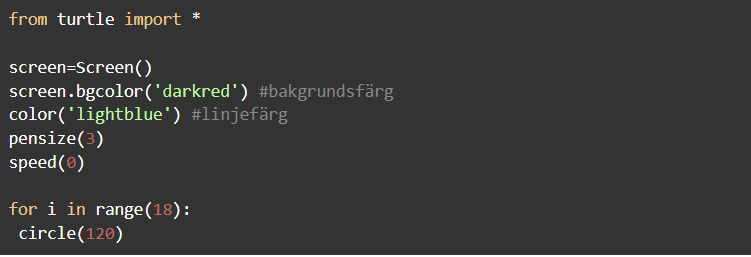 from turtle import *
screen=Screen()
screen.bgcolor('darkred') #bakgrundsfärg
color('lightblue') #linjefärg
pensize(3)
speed(0)
for i in range(18):
 circle(120)